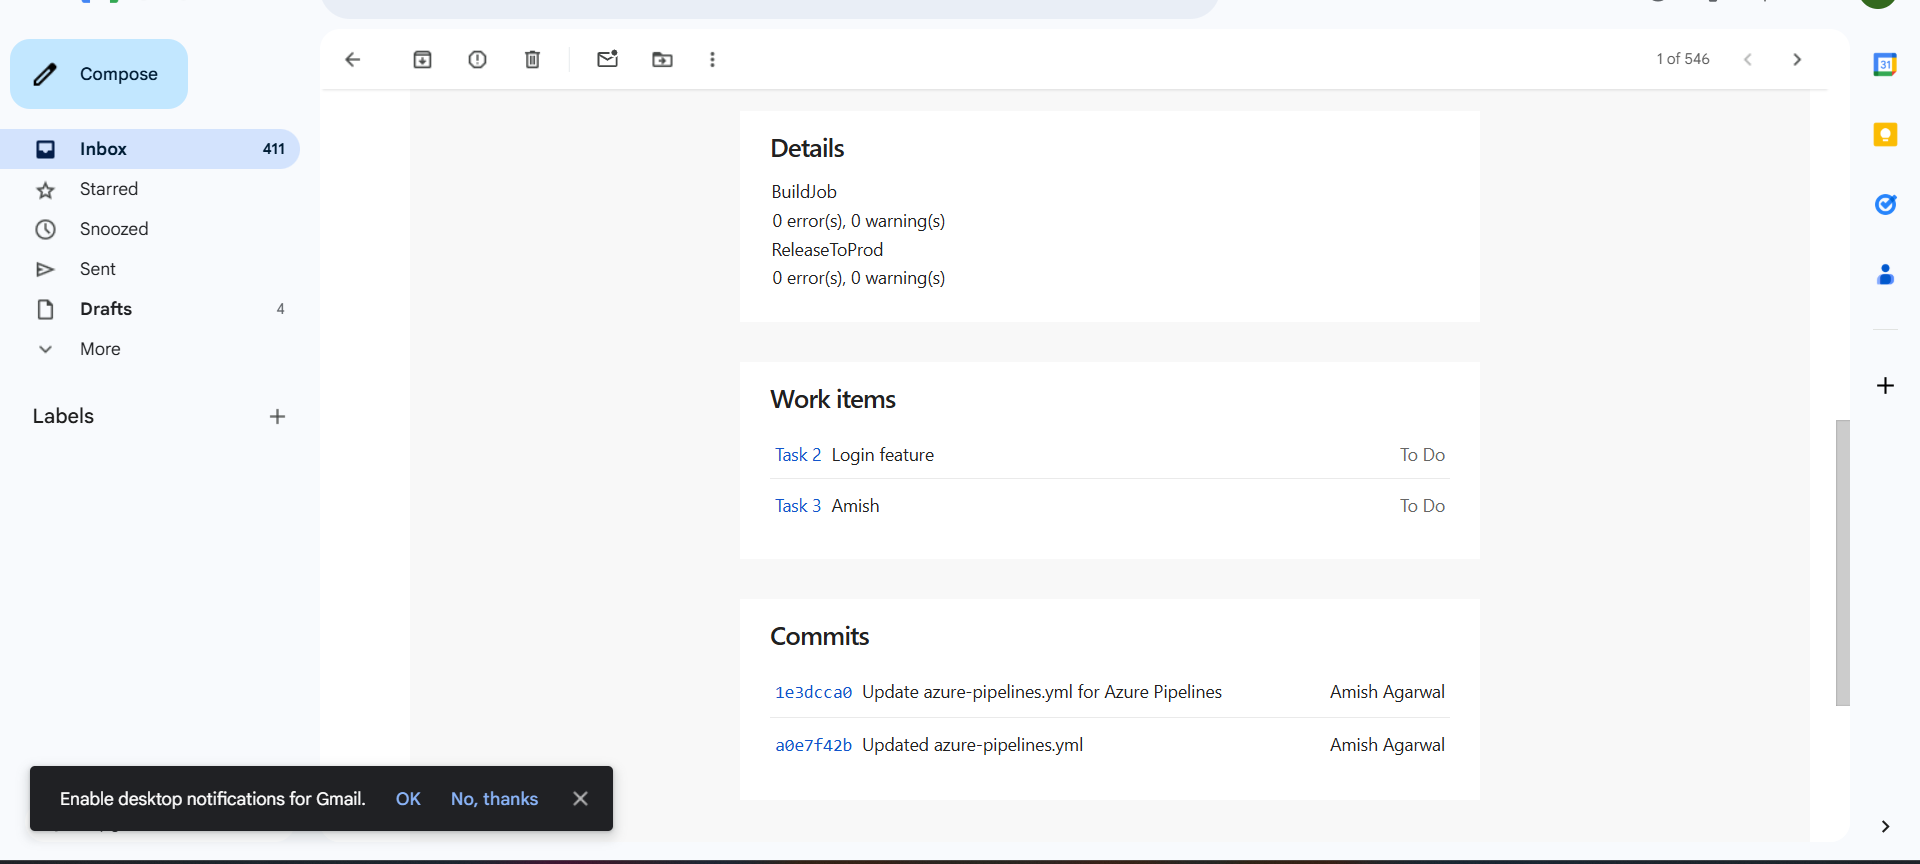 Compose
1 of 546
31
Inbox 411
Starred
Snoozed
Sent
Drafts 4
More
Labels
Details
BuildJob
0 error(s), 0 warning(s)
ReleaseToProd
0 error(s), 0 warning(s)
Work items
Task 2 Login feature To Do
Task 3 Amish To Do
Commits
1e3dcca0 Update azure-pipelines.yml for Azure Pipelines Amish Agarwal
a0e7f42b Updated azure-pipelines.yml Amish Agarwal
Enable desktop notifications for Gmail. OK No, thanks